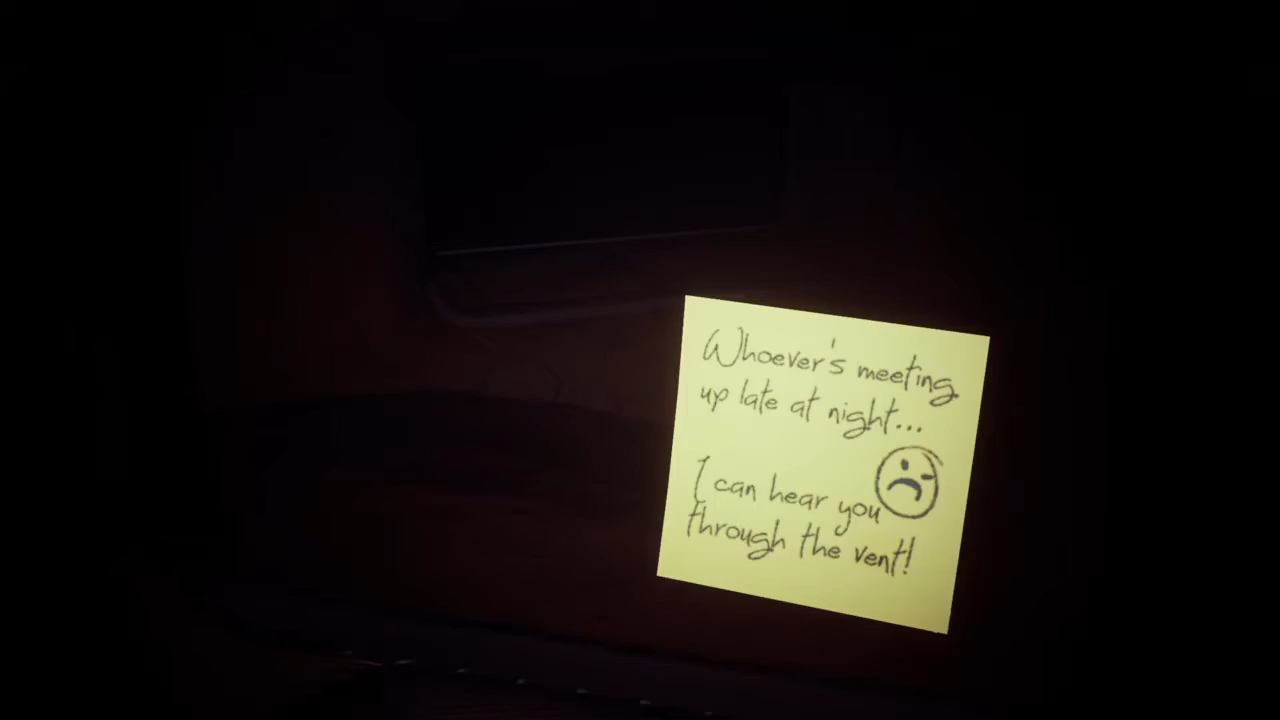 Whoever's meeting
up late at night...
I can hear you
through the vent!